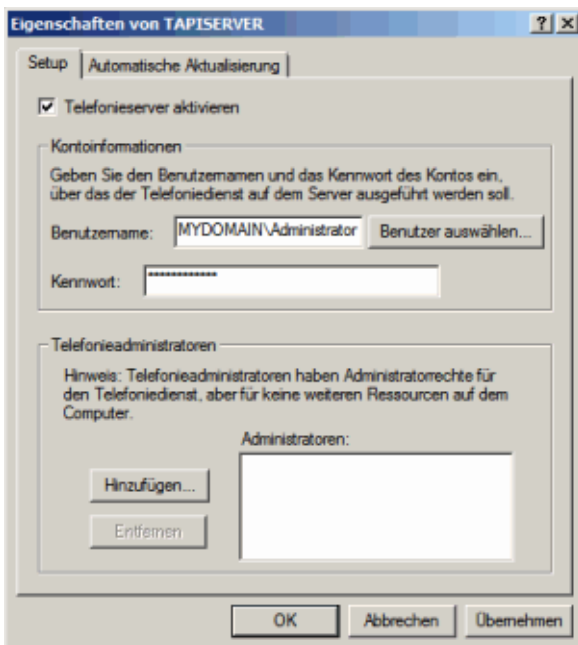 Eigenschaften von TAPISERVER
Setup
Automatische Aktualisierung
Telefonieserver aktivieren
Kontoinformationen
Geben Sie den Benutzernamen und das Kennwort des Kontos ein,
über das der Telefoniedienst auf dem Server ausgeführt werden soll.
Benutzername:
MYDOMAIN\Administrator
Benutzer auswählen...
Kennwort:
************
Telefonieadministratoren
Hinweis: Telefonieadministratoren haben Administratorrechte für
den Telefoniedienst, aber für keine weiteren Ressourcen auf dem
Computer.
Administratoren:
Hinzufügen...
Entfernen
OK
Abbrechen
Übernehmen